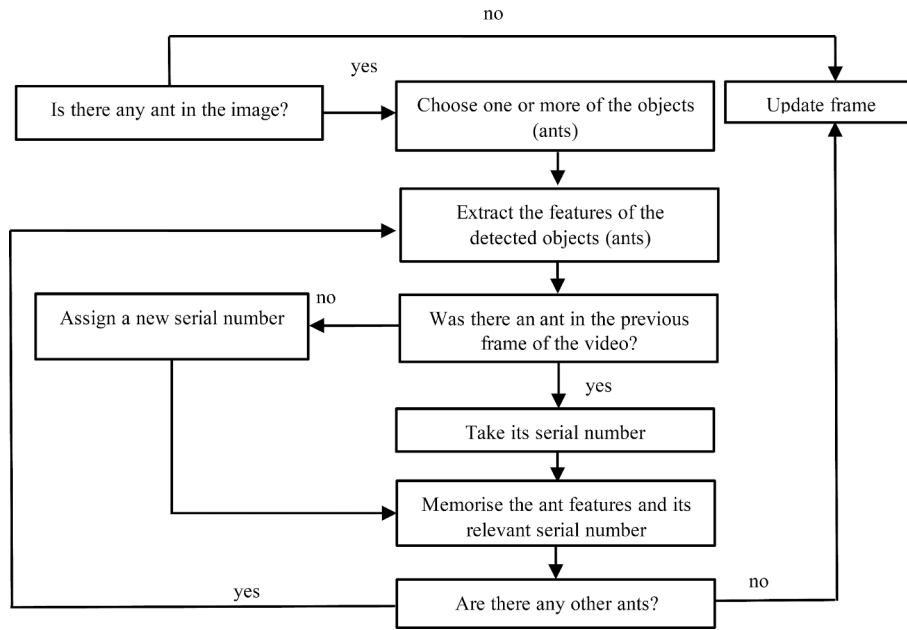 no
yes
Is there any ant in the image?
Choose one or more of the objects
(ants)
Update frame
Extract the features of the
detected objects (ants)
no
Assign a new serial number
Was there an ant in the previous
frame of the video?
yes
Take its serial number
Memorise the ant features and its
relevant serial number
yes
no
Are there any other ants?